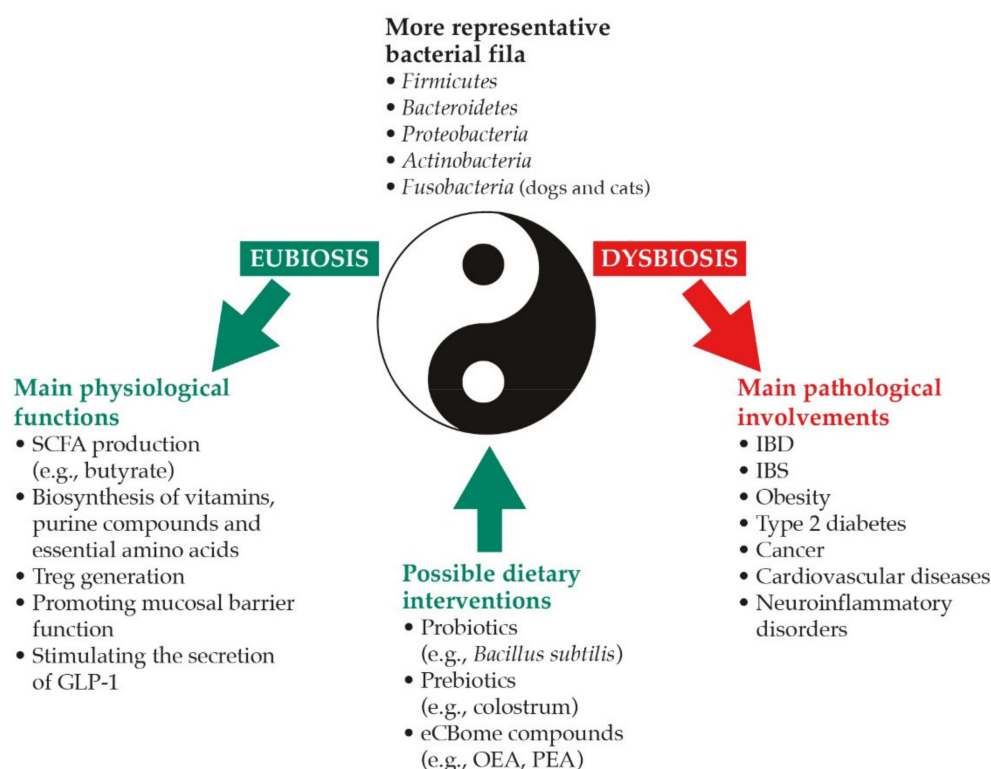 More representative
bacterial fila
• Firmicutes
• Bacteroidetes
• Proteobacteria
• Actinobacteria
• Fusobacteria (dogs and cats)
EUBIOSIS
DYSBIOSIS
Main physiological
functions
• SCFA production
(e.g., butyrate)
• Biosynthesis of vitamins,
purine compounds and
essential amino acids
• Treg generation
• Promoting mucosal barrier
function
• Stimulating the secretion
of GLP-1
Possible dietary
interventions
• Probiotics
(e.g., Bacillus subtilis)
• Prebiotics
(e.g., colostrum)
• eCBome compounds
(e.g., OEA, PEA)
Main pathological
involvements
• IBD
• IBS
• Obesity
• Type 2 diabetes
• Cancer
• Cardiovascular diseases
• Neuroinflammatory
disorders